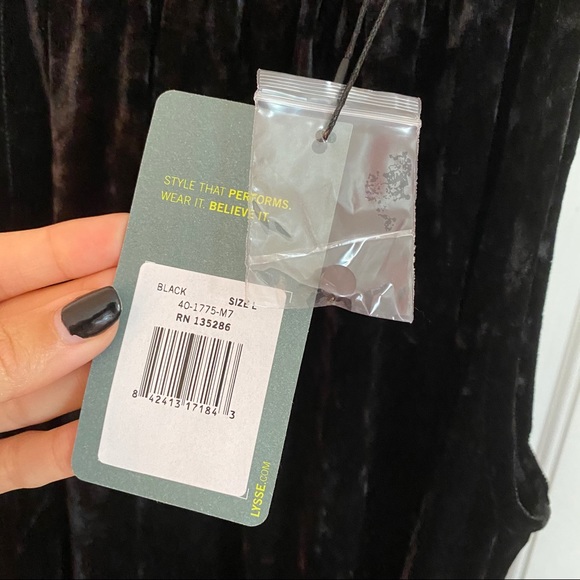 STYLE THAT PERFORMS.
WEAR IT. BELIEVE IT.
BLACK SIZE L
40-1775-M7
RN 135286
8 42413 17184 3
LYSSE.COM